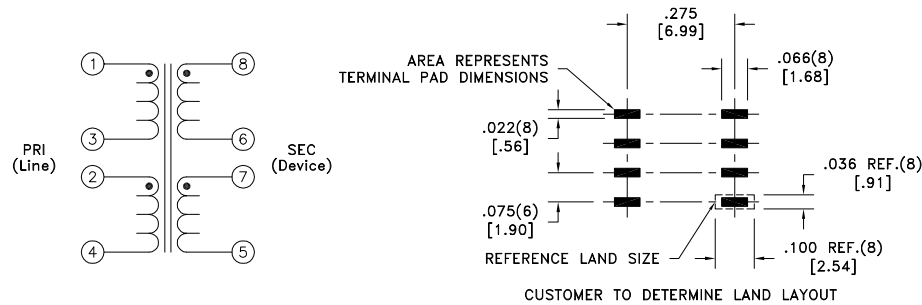 1
8
3
6
PRI
(Line)
SEC
(Device)
2
7
4
5
.275
[6.99]
AREA REPRESENTS
TERMINAL PAD DIMENSIONS
.066(8)
[1.68]
.022(8)
[.56]
.036 REF.(8)
[.91]
.075(6)
[1.90]
REFERENCE LAND SIZE
.100 REF.(8)
[2.54]
CUSTOMER TO DETERMINE LAND LAYOUT